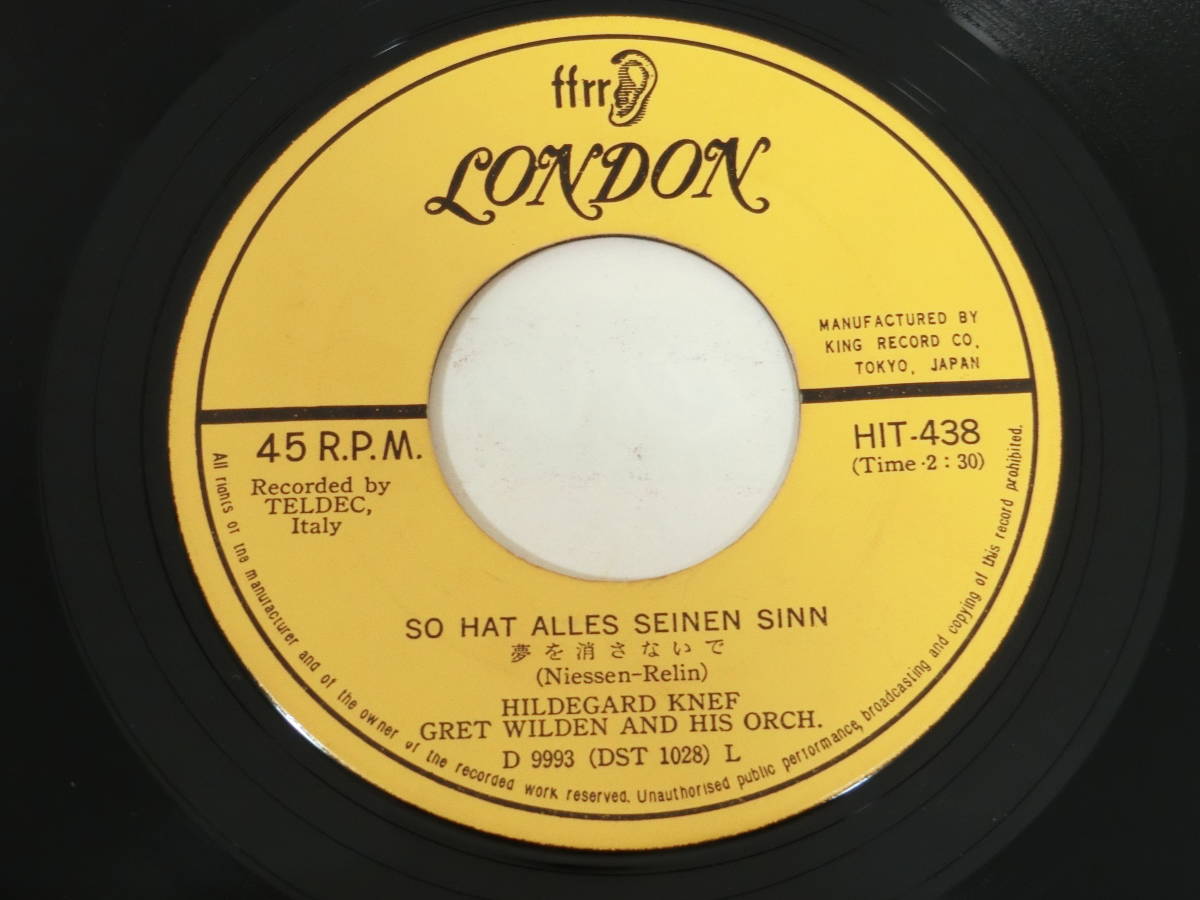 ffrr
LONDON
MANUFACTURED BY
KING RECORD CO.
TOKYO, JAPAN
45 R.P.M.
Recorded by
TELDEC,
Italy
HIT-438
(Time·2:30)
SO HAT ALLES SEINEN SINN
夢を消さないで
(Niessen-Relin)
HILDEGARD KNEF
GRET WILDEN AND HIS ORCH.
D 9993 (DST 1028) L
All rights of the manufacturer and of the owner of the recorded work reserved. Unauthorised public performance, broadcasting and copying of this record prohibited.